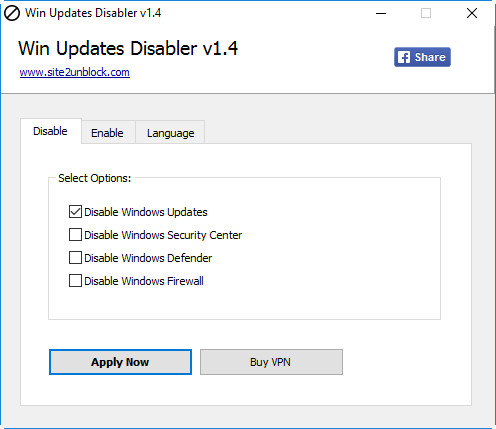 Win Updates Disabler v1.4
Win Updates Disabler v1.4
www.site2unblock.com
f Share
Disable
Enable
Language
Select Options:
Disable Windows Updates
Disable Windows Security Center
Disable Windows Defender
Disable Windows Firewall
Apply Now
Buy VPN